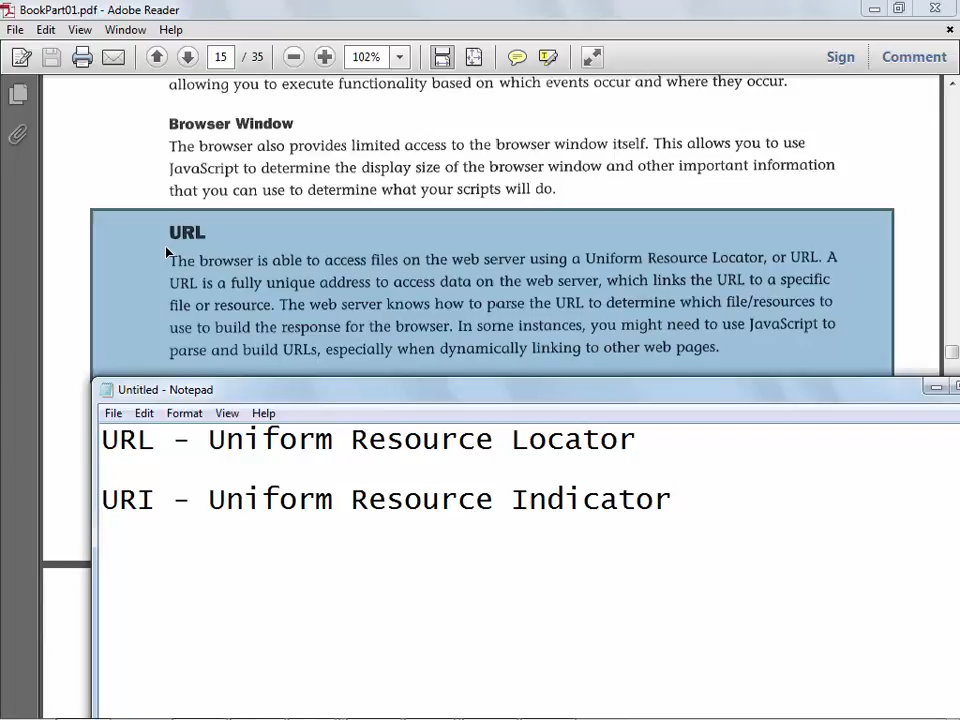 BookPart01.pdf - Adobe Reader
File Edit View Window Help
15 / 35 102% Sign Comment
allowing you to execute functionality based on which events occur and where they occur.
Browser Window
The browser also provides limited access to the browser window itself. This allows you to use
JavaScript to determine the display size of the browser window and other important information
that you can use to determine what your scripts will do.
URL
The browser is able to access files on the web server using a Uniform Resource Locator, or URL. A
URL is a fully unique address to access data on the web server, which links the URL to a specific
file or resource. The web server knows how to parse the URL to determine which file/resources to
use to build the response for the browser. In some instances, you might need to use JavaScript to
parse and build URLs, especially when dynamically linking to other web pages.
Untitled - Notepad
File Edit Format View Help
URL - Uniform Resource Locator
URI - Uniform Resource Indicator